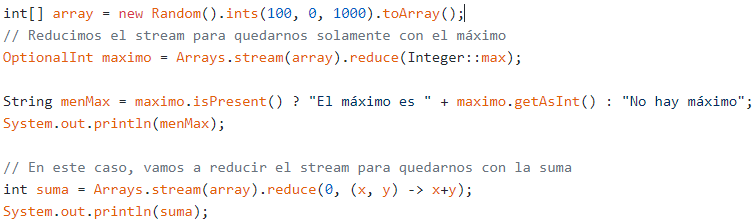 int[] array = new Random().ints(100, 0, 1000).toArray();
// Reducimos el stream para quedarnos solamente con el máximo
OptionalInt maximo = Arrays.stream(array).reduce(Integer::max);
String menMax = maximo.isPresent() ? "El máximo es " + maximo.getAsInt() : "No hay máximo";
System.out.println(menMax);
// En este caso, vamos a reducir el stream para quedarnos con la suma
int suma = Arrays.stream(array).reduce(0, (x, y) -> x+y);
System.out.println(suma);